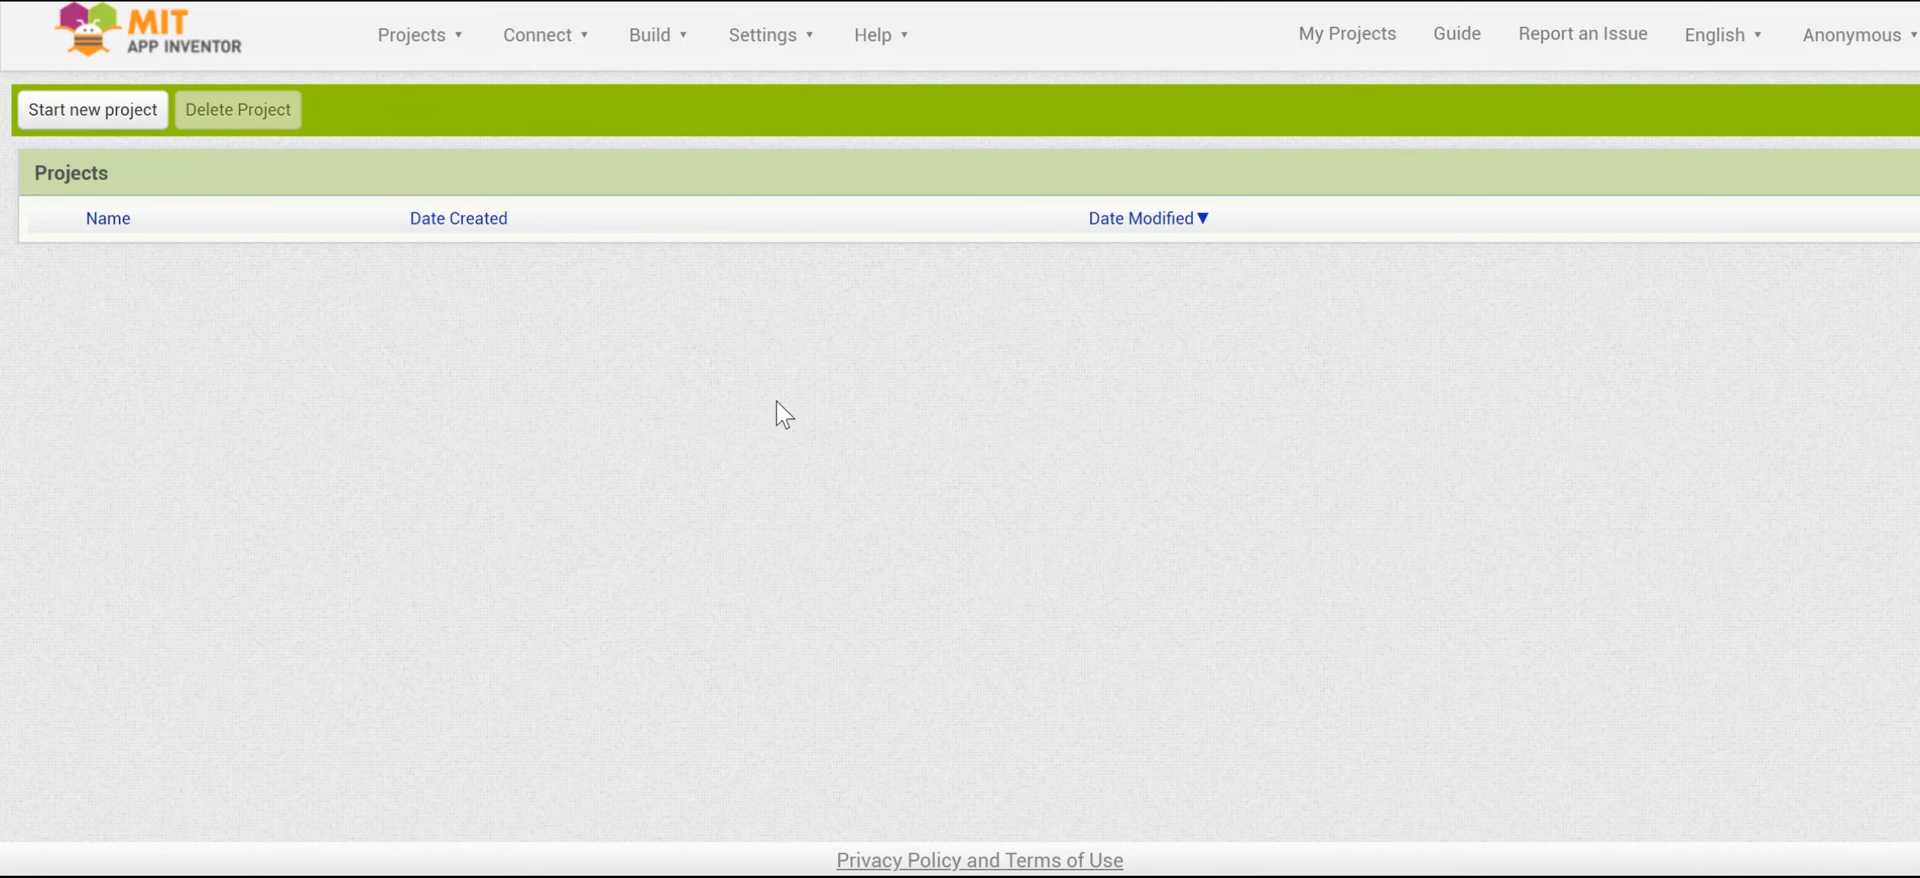 MIT
APP INVENTOR
Projects ▾ Connect ▾ Build ▾ Settings ▾ Help ▾ My Projects Guide Report an Issue English ▾ Anonymous ▾
Start new project Delete Project
Projects
Name Date Created Date Modified▼
Privacy Policy and Terms of Use